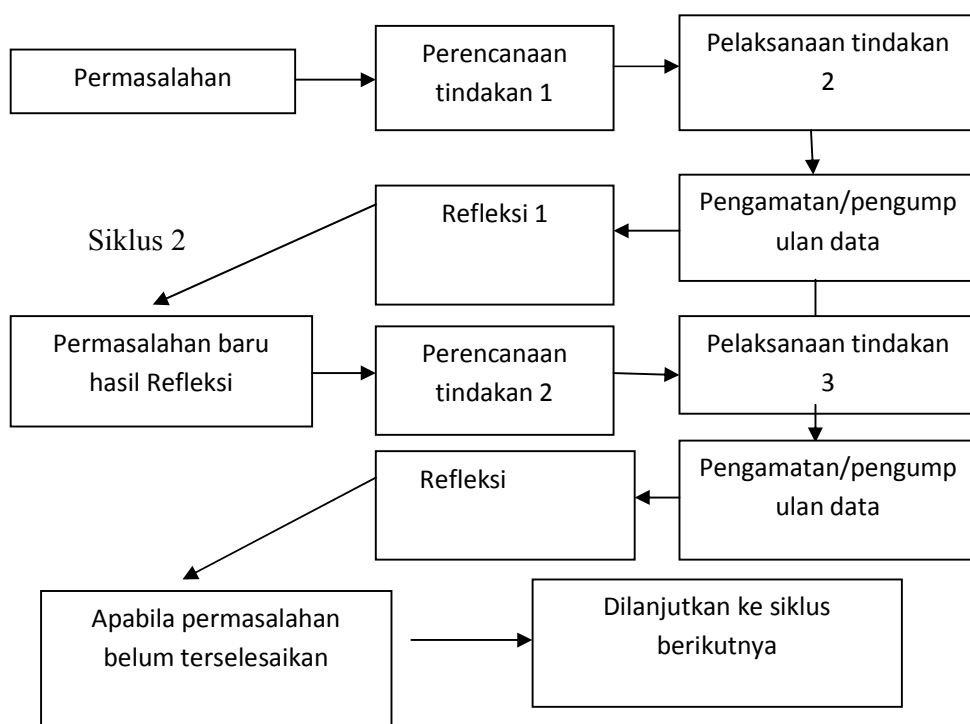 Permasalahan
Perencanaan
tindakan 1
Pelaksanaan tindakan
2
Pengamatan/pengump
ulan data
Refleksi 1
Siklus 2
Permasalahan baru
hasil Refleksi
Perencanaan
tindakan 2
Pelaksanaan tindakan
3
Pengamatan/pengump
ulan data
Refleksi
Apabila permasalahan
belum terselesaikan
Dilanjutkan ke siklus
berikutnya